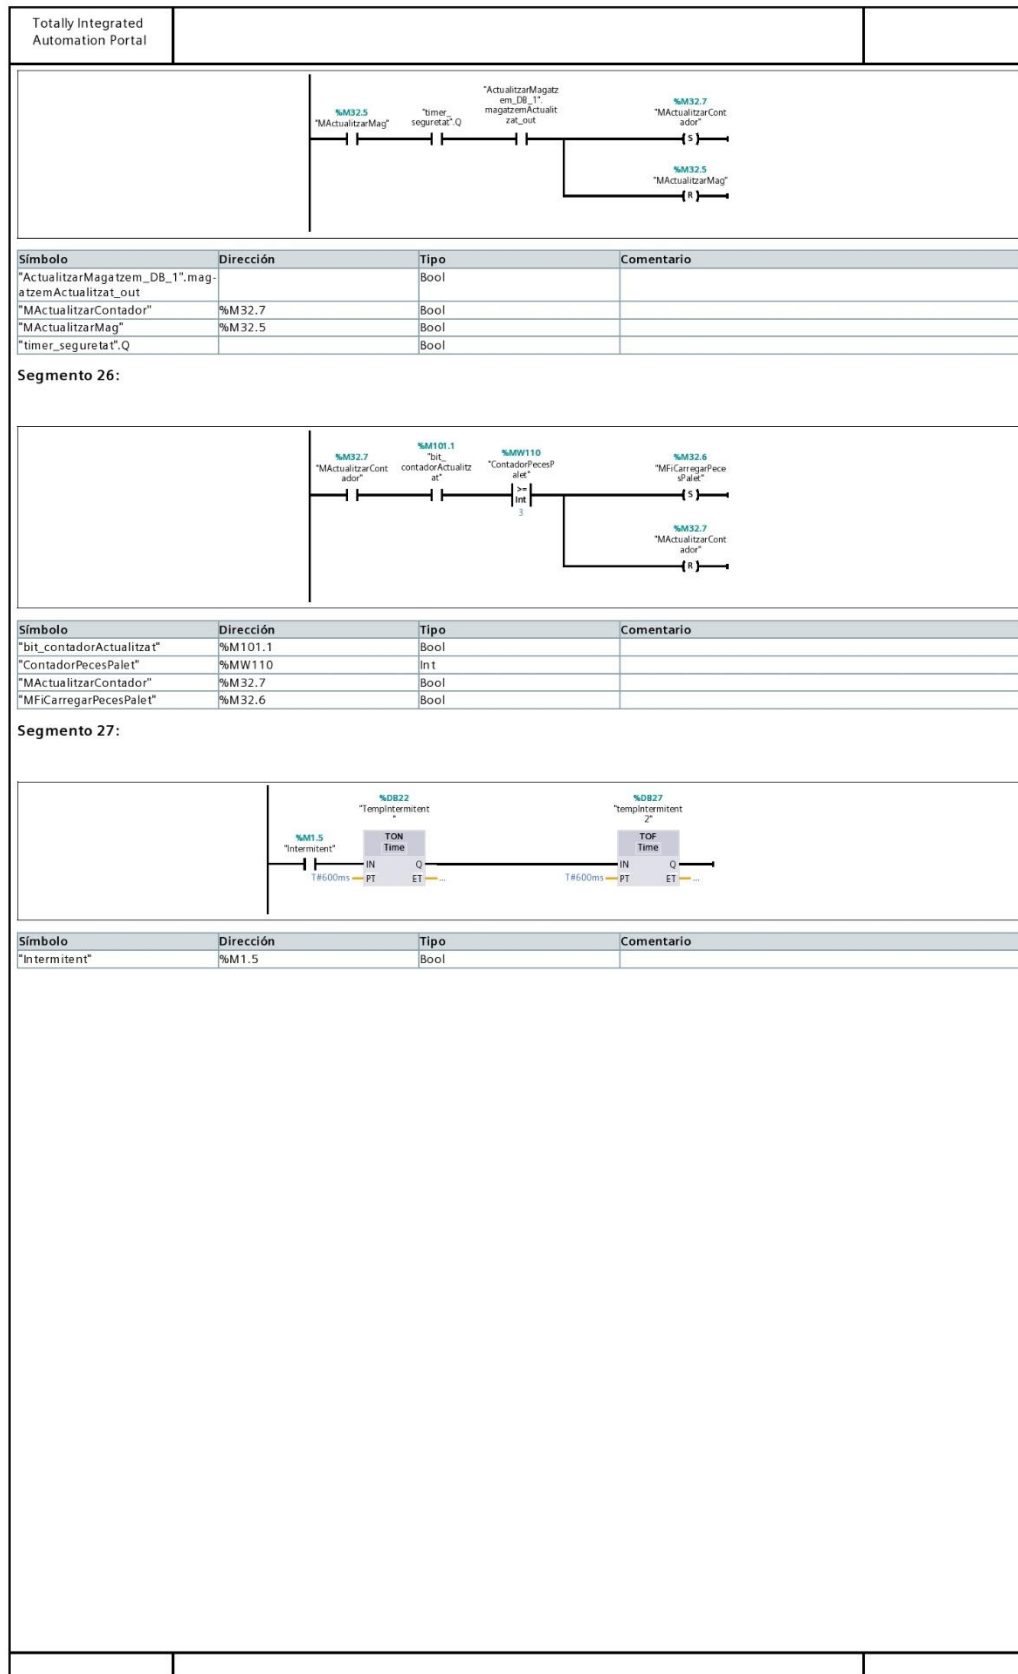 Totally Integrated
Automation Portal
"ActualitzarMagatz
em_DB_1".
magatzemActualit
zat_out
%M32.5
"MActualitzarMag"
"timer_
seguretat".Q
%M32.7
"MActualitzarCont
ador"
S
%M32.5
"MActualitzarMag"
R
Símbolo Dirección Tipo Comentario
"ActualitzarMagatzem_DB_1".mag-
atzemActualitzat_out Bool
"MActualitzarContador" %M32.7 Bool
"MActualitzarMag" %M32.5 Bool
"timer_seguretat".Q Bool
Segmento 26:
%M32.7
"MActualitzarCont
ador"
%M101.1
"bit_
contadorActualitz
at"
%MW110
"ContadorPecesP
alet"
>=
Int
3
%M32.6
"MFiCarregarPece
sPalet"
S
%M32.7
"MActualitzarCont
ador"
R
Símbolo Dirección Tipo Comentario
"bit_contadorActualitzat" %M101.1 Bool
"ContadorPecesPalet" %MW110 Int
"MActualitzarContador" %M32.7 Bool
"MFiCarregarPecesPalet" %M32.6 Bool
Segmento 27:
%M1.5
"Intermitent"
%DB22
"TempIntermitent
"
TON
Time
IN Q
T#600ms PT ET ...
%DB27
"tempIntermitent
2"
TOF
Time
IN Q
T#600ms PT ET ...
Símbolo Dirección Tipo Comentario
"Intermitent" %M1.5 Bool